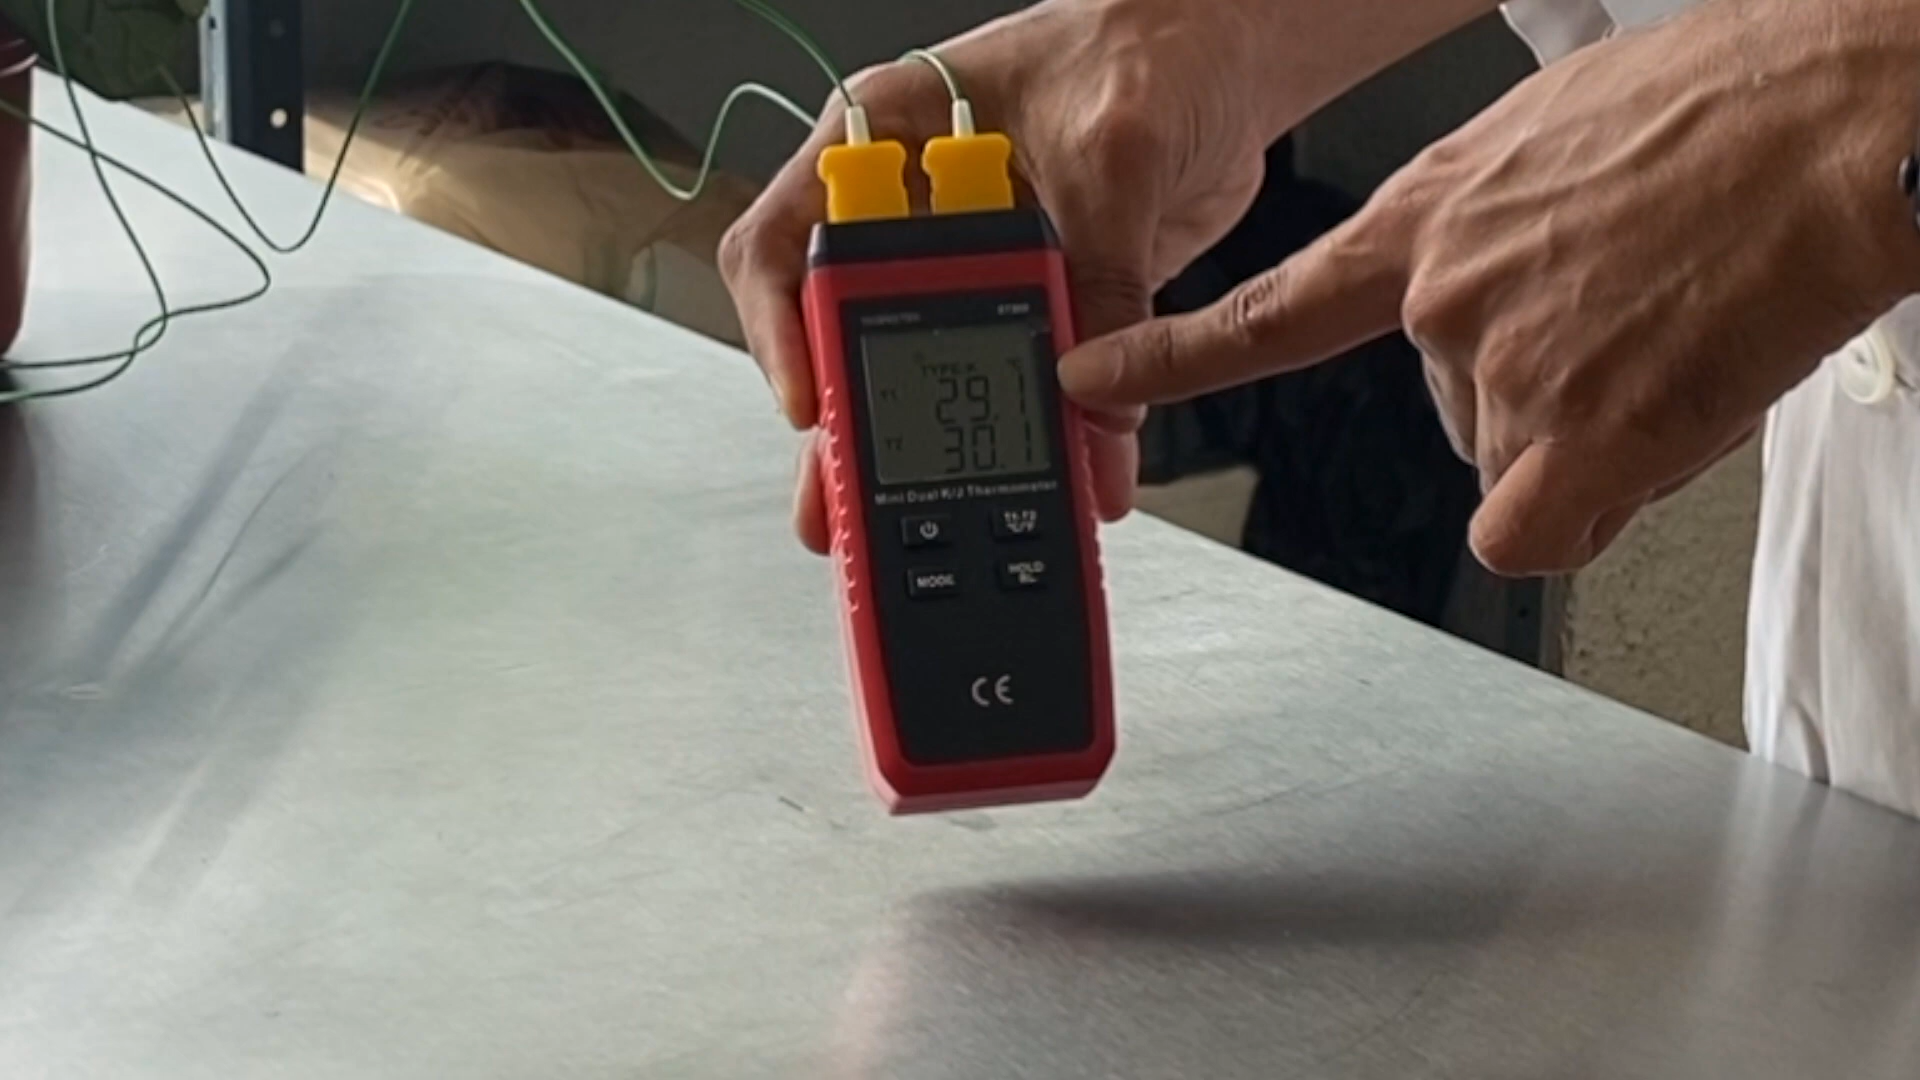 TYPE: K °C
T1 29.1
T2 30.1
Mini Dual K/J Thermometer
T1-T2
°C/°F
MODE
HOLD
BL
CE